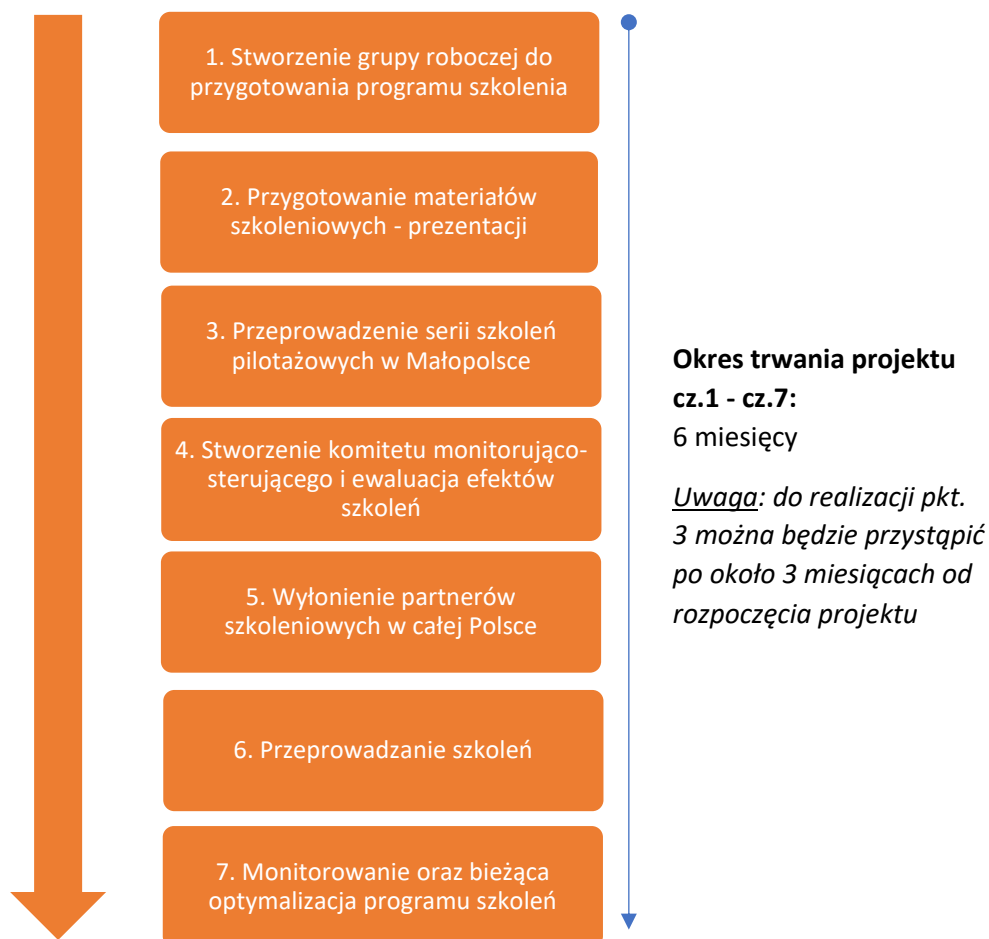 1. Stworzenie grupy roboczej do
przygotowania programu szkolenia
2. Przygotowanie materiałów
szkoleniowych - prezentacji
3. Przeprowadzenie serii szkoleń
pilotażowych w Małopolsce
4. Stworzenie komitetu monitorująco-
sterującego i ewaluacja efektów
szkoleń
5. Wyłonienie partnerów
szkoleniowych w całej Polsce
6. Przeprowadzanie szkoleń
7. Monitorowanie oraz bieżąca
optymalizacja programu szkoleń
Okres trwania projektu
cz.1 - cz.7:
6 miesięcy
Uwaga: do realizacji pkt.
3 można będzie przystąpić
po około 3 miesiącach od
rozpoczęcia projektu